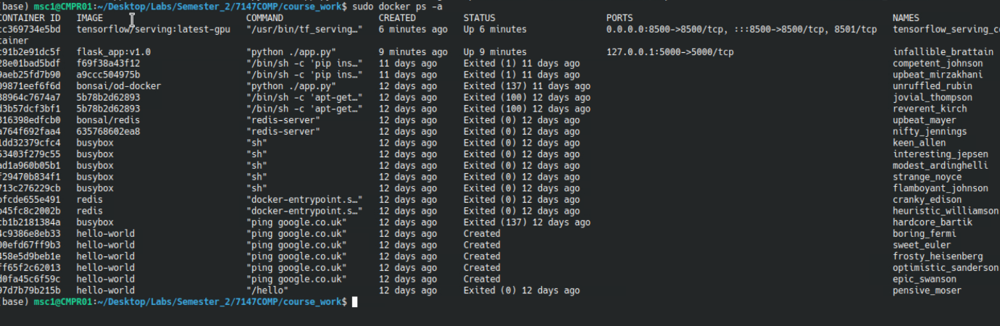 (base) msc1@CMPR01:~/Desktop/Labs/Semester_2/7147COMP/course_work$ sudo docker ps -a
CONTAINER ID IMAGE COMMAND CREATED STATUS PORTS NAMES
cc369734e5bd tensorflow/serving:latest-gpu "/usr/bin/tf_serving…" 6 minutes ago Up 6 minutes 0.0.0.0:8500->8500/tcp, :::8500->8500/tcp, 8501/tcp tensorflow_serving_co
tainer
c91b2e91dc5f flask_app:v1.0 "python ./app.py" 9 minutes ago Up 9 minutes 127.0.0.1:5000->5000/tcp infallible_brattain
28e01bad5bdf f69f38a43f12 "/bin/sh -c 'pip ins…" 11 days ago Exited (1) 11 days ago competent_johnson
9aeb25fd7b90 a9ccc504975b "/bin/sh -c 'pip ins…" 11 days ago Exited (1) 11 days ago upbeat_mirzakhani
09871eef6f6d bonsai/od-docker "python ./app.py" 12 days ago Exited (137) 11 days ago unruffled_rubin
38964c7674a7 5b78b2d62893 "/bin/sh -c 'apt-get…" 12 days ago Exited (100) 12 days ago jovial_thompson
d3b57dcf3bf1 5b78b2d62893 "/bin/sh -c 'apt-get…" 12 days ago Exited (100) 12 days ago reverent_kirch
816398edfcb0 bonsal/redis "redis-server" 12 days ago Exited (0) 12 days ago upbeat_mayer
a764f692faa4 635768602ea8 "redis-server" 12 days ago Exited (0) 12 days ago nifty_jennings
1dd32379cfc4 busybox "sh" 12 days ago Exited (0) 12 days ago keen_allen
53403f279c55 busybox "sh" 12 days ago Exited (0) 12 days ago interesting_jepsen
ad1a960b05b1 busybox "sh" 12 days ago Exited (0) 12 days ago modest_ardinghelli
f29470b834f1 busybox "sh" 12 days ago Exited (0) 12 days ago strange_noyce
713c276229cb busybox "sh" 12 days ago Exited (0) 12 days ago flamboyant_johnson
bfcde655e491 redis "docker-entrypoint.s…" 12 days ago Exited (0) 12 days ago cranky_edison
b45fc8c2002b redis "docker-entrypoint.s…" 12 days ago Exited (0) 12 days ago heuristic_williamson
cb1b2181384a busybox "ping google.co.uk" 12 days ago Exited (137) 12 days ago hardcore_bartik
4c9386e8eb33 hello-world "ping google.co.uk" 12 days ago Created boring_fermi
00efd67ff9b3 hello-world "ping google.co.uk" 12 days ago Created sweet_euler
458e5d9beb1e hello-world "ping google.co.uk" 12 days ago Created frosty_heisenberg
ff65f2c62013 hello-world "ping google.co.uk" 12 days ago Created optimistic_sanderson
d0fa45c6f59c hello-world "ping google.co.uk" 12 days ago Created epic_swanson
97d7b79b215b hello-world "/hello" 12 days ago Exited (0) 12 days ago pensive_moser
(base) msc1@CMPR01:~/Desktop/Labs/Semester_2/7147COMP/course_work$